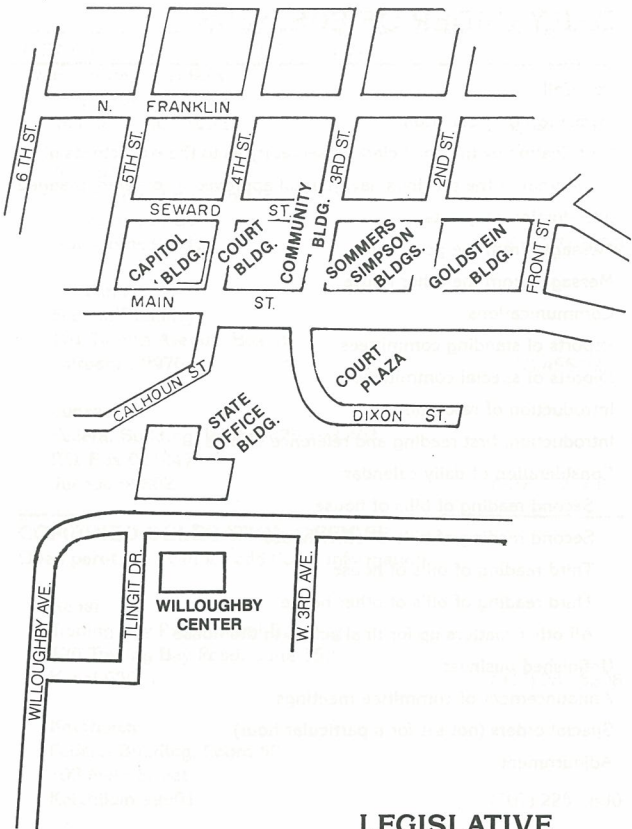 N. FRANKLIN
6 TH ST.
5TH ST.
4TH ST.
3RD ST.
2ND ST.
SEWARD ST.
CAPITOL
BLDG.
COURT
BLDG.
COMMUNITY
BLDG.
SOMMERS
SIMPSON
BLDGS.
GOLDSTEIN
BLDG.
FRONT ST.
MAIN ST.
CALHOUN ST
COURT
PLAZA
DIXON ST.
STATE
OFFICE
BLDG.
WILLOUGHBY AVE.
TLINGIT DR.
WILLOUGHBY
CENTER
W. 3RD AVE.
LEGISLATIVE